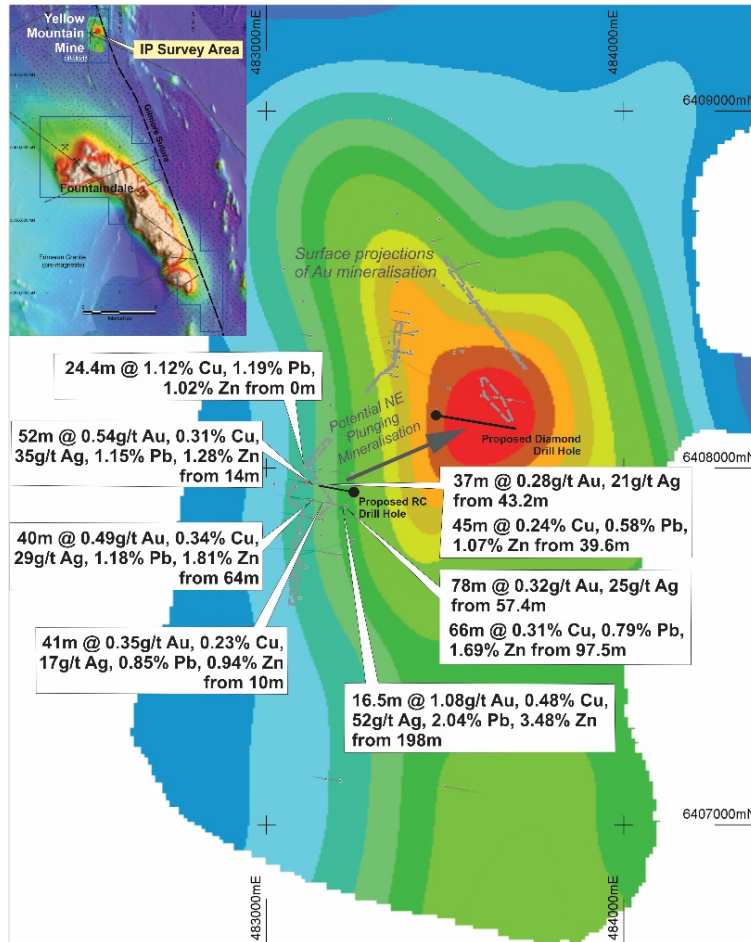 Yellow
Mountain
Mine
IP Survey Area
Gilmore Suture
Fountaindale
Erimeran Granite
(pre-magnetite)
483000mE
484000mE
6409000mN
Surface projections
of Au mineralisation
24.4m @ 1.12% Cu, 1.19% Pb,
1.02% Zn from 0m
52m @ 0.54g/t Au, 0.31% Cu,
35g/t Ag, 1.15% Pb, 1.28% Zn
from 14m
Potential NE
Plunging
Mineralisation
Proposed Diamond
Drill Hole
6408000mN
Proposed RC
Drill Hole
37m @ 0.28g/t Au, 21g/t Ag
from 43.2m
45m @ 0.24% Cu, 0.58% Pb,
1.07% Zn from 39.6m
40m @ 0.49g/t Au, 0.34% Cu,
29g/t Ag, 1.18% Pb, 1.81% Zn
from 64m
78m @ 0.32g/t Au, 25g/t Ag
from 57.4m
66m @ 0.31% Cu, 0.79% Pb,
1.69% Zn from 97.5m
41m @ 0.35g/t Au, 0.23% Cu,
17g/t Ag, 0.85% Pb, 0.94% Zn
from 10m
16.5m @ 1.08g/t Au, 0.48% Cu,
52g/t Ag, 2.04% Pb, 3.48% Zn
from 198m
6407000mN
483000mE
484000mE